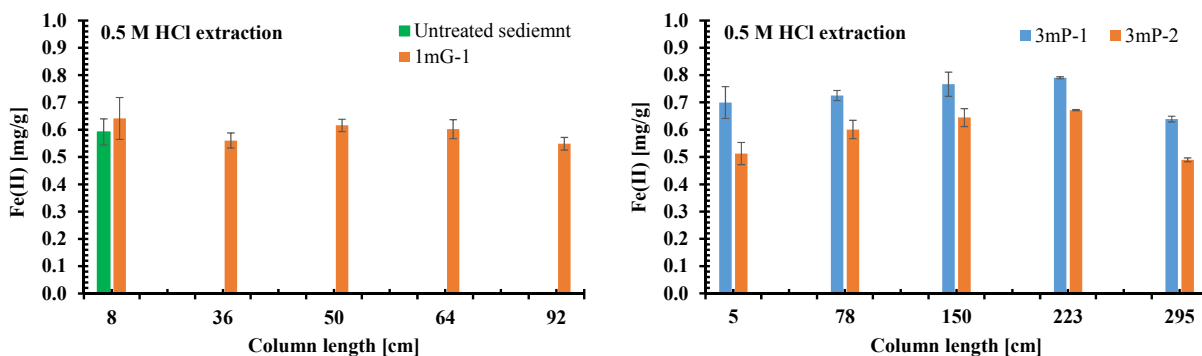 0.5 M HCl extraction
Untreated sediemnt
1mG-1
Fe(II) [mg/g]
1.0
0.9
0.8
0.7
0.6
0.5
0.4
0.3
0.2
0.1
0.0
8 36 50 64 92
Column length [cm]
0.5 M HCl extraction
3mP-1 3mP-2
Fe(II) [mg/g]
1.0
0.9
0.8
0.7
0.6
0.5
0.4
0.3
0.2
0.1
0.0
5 78 150 223 295
Column length [cm]